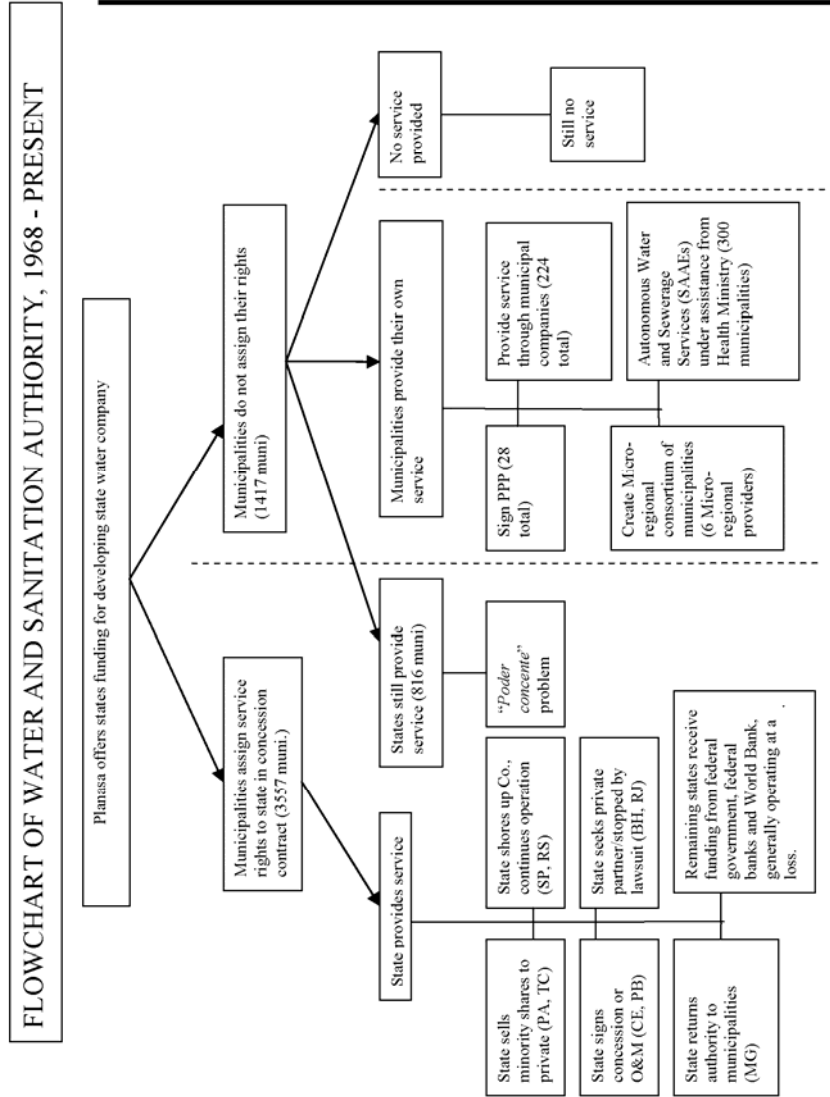 FLOWCHART OF WATER AND SANITATION AUTHORITY, 1968 - PRESENT
Planasa offers states funding for developing state water company
Municipalities assign service
rights to state in concession
contract (3557 muni.)
Municipalities do not assign their rights
(1417 muni)
State provides service
States still provide
service (816 muni)
Municipalities provide their own
service
No service
provided
State sells
minority shares to
private (PA, TC)
State shores up Co.,
continues operation
(SP, RS)
"Poder
concente"
problem
Sign PPP (28
total)
Provide service
through municipal
companies (224
total)
Still no
service
State signs
concession or
O&M (CE, PB)
State seeks private
partner/stopped by
lawsuit (BH, RJ)
Create Micro-
regional
consortium of
municipalities
(6 Micro-
regional
providers)
Autonomous Water
and Sewerage
Services (SAAEs)
under assistance from
Health Ministry (300
municipalities)
State returns
authority to
municipalities
(MG)
Remaining states receive
funding from federal
government, federal
banks and World Bank,
generally operating at a
loss.